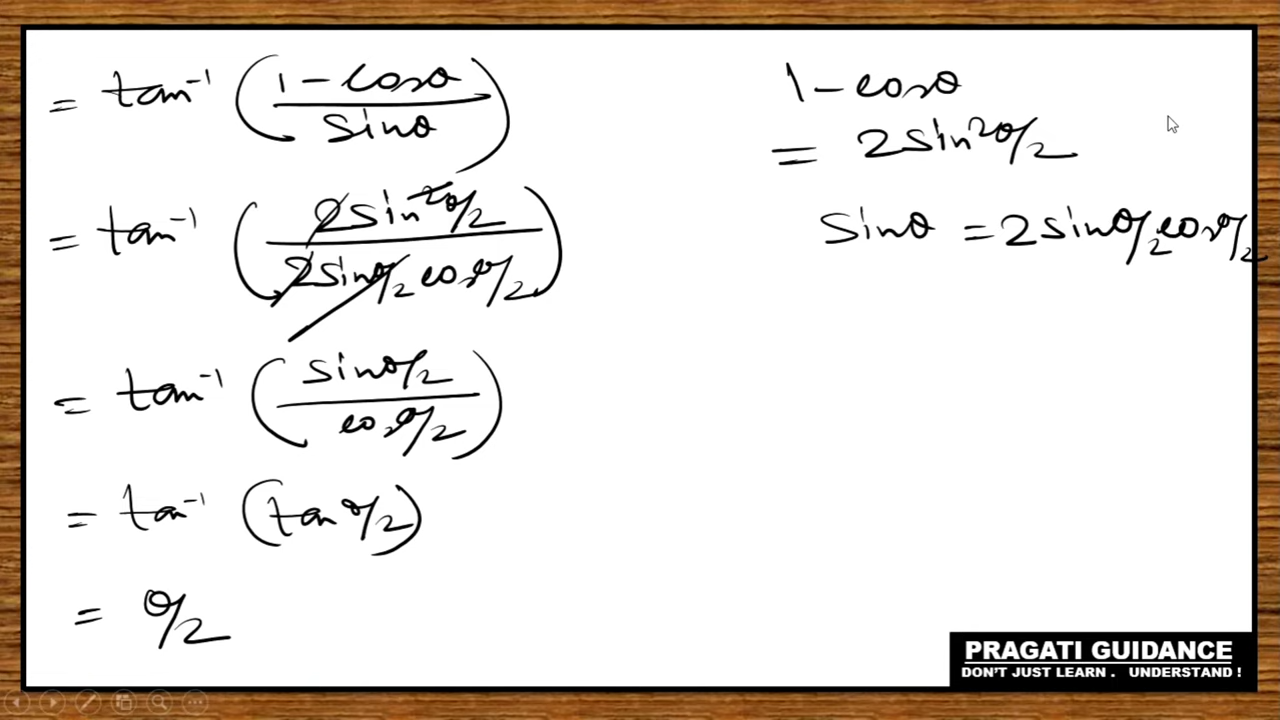 = tan⁻¹ ((1 - cosθ)/(sinθ))
= tan⁻¹ ((2sin²θ/2)/(2sinθ/2 cosθ/2))
= tan⁻¹ ((sinθ/2)/(cosθ/2))
= tan⁻¹ (tan θ/2)
= θ/2
1 - cosθ
= 2sin²θ/2
sinθ = 2sinθ/2 cosθ/2
PRAGATI GUIDANCE
DON'T JUST LEARN . UNDERSTAND !